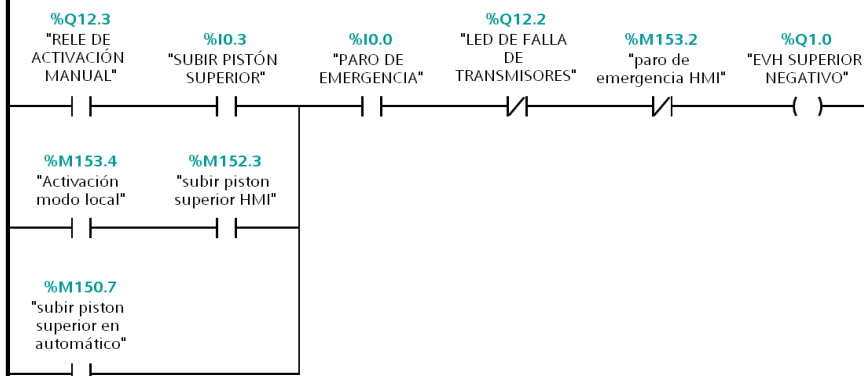 %Q12.3
"RELE DE
ACTIVACIÓN
MANUAL"
%I0.3
"SUBIR PISTÓN
SUPERIOR"
%I0.0
"PARO DE
EMERGENCIA"
%Q12.2
"LED DE FALLA
DE
TRANSMISORES"
%M153.2
"paro de
emergencia HMI"
%Q1.0
"EVH SUPERIOR
NEGATIVO"
%M153.4
"Activación
modo local"
%M152.3
"subir piston
superior HMI"
%M150.7
"subir piston
superior en
automático"